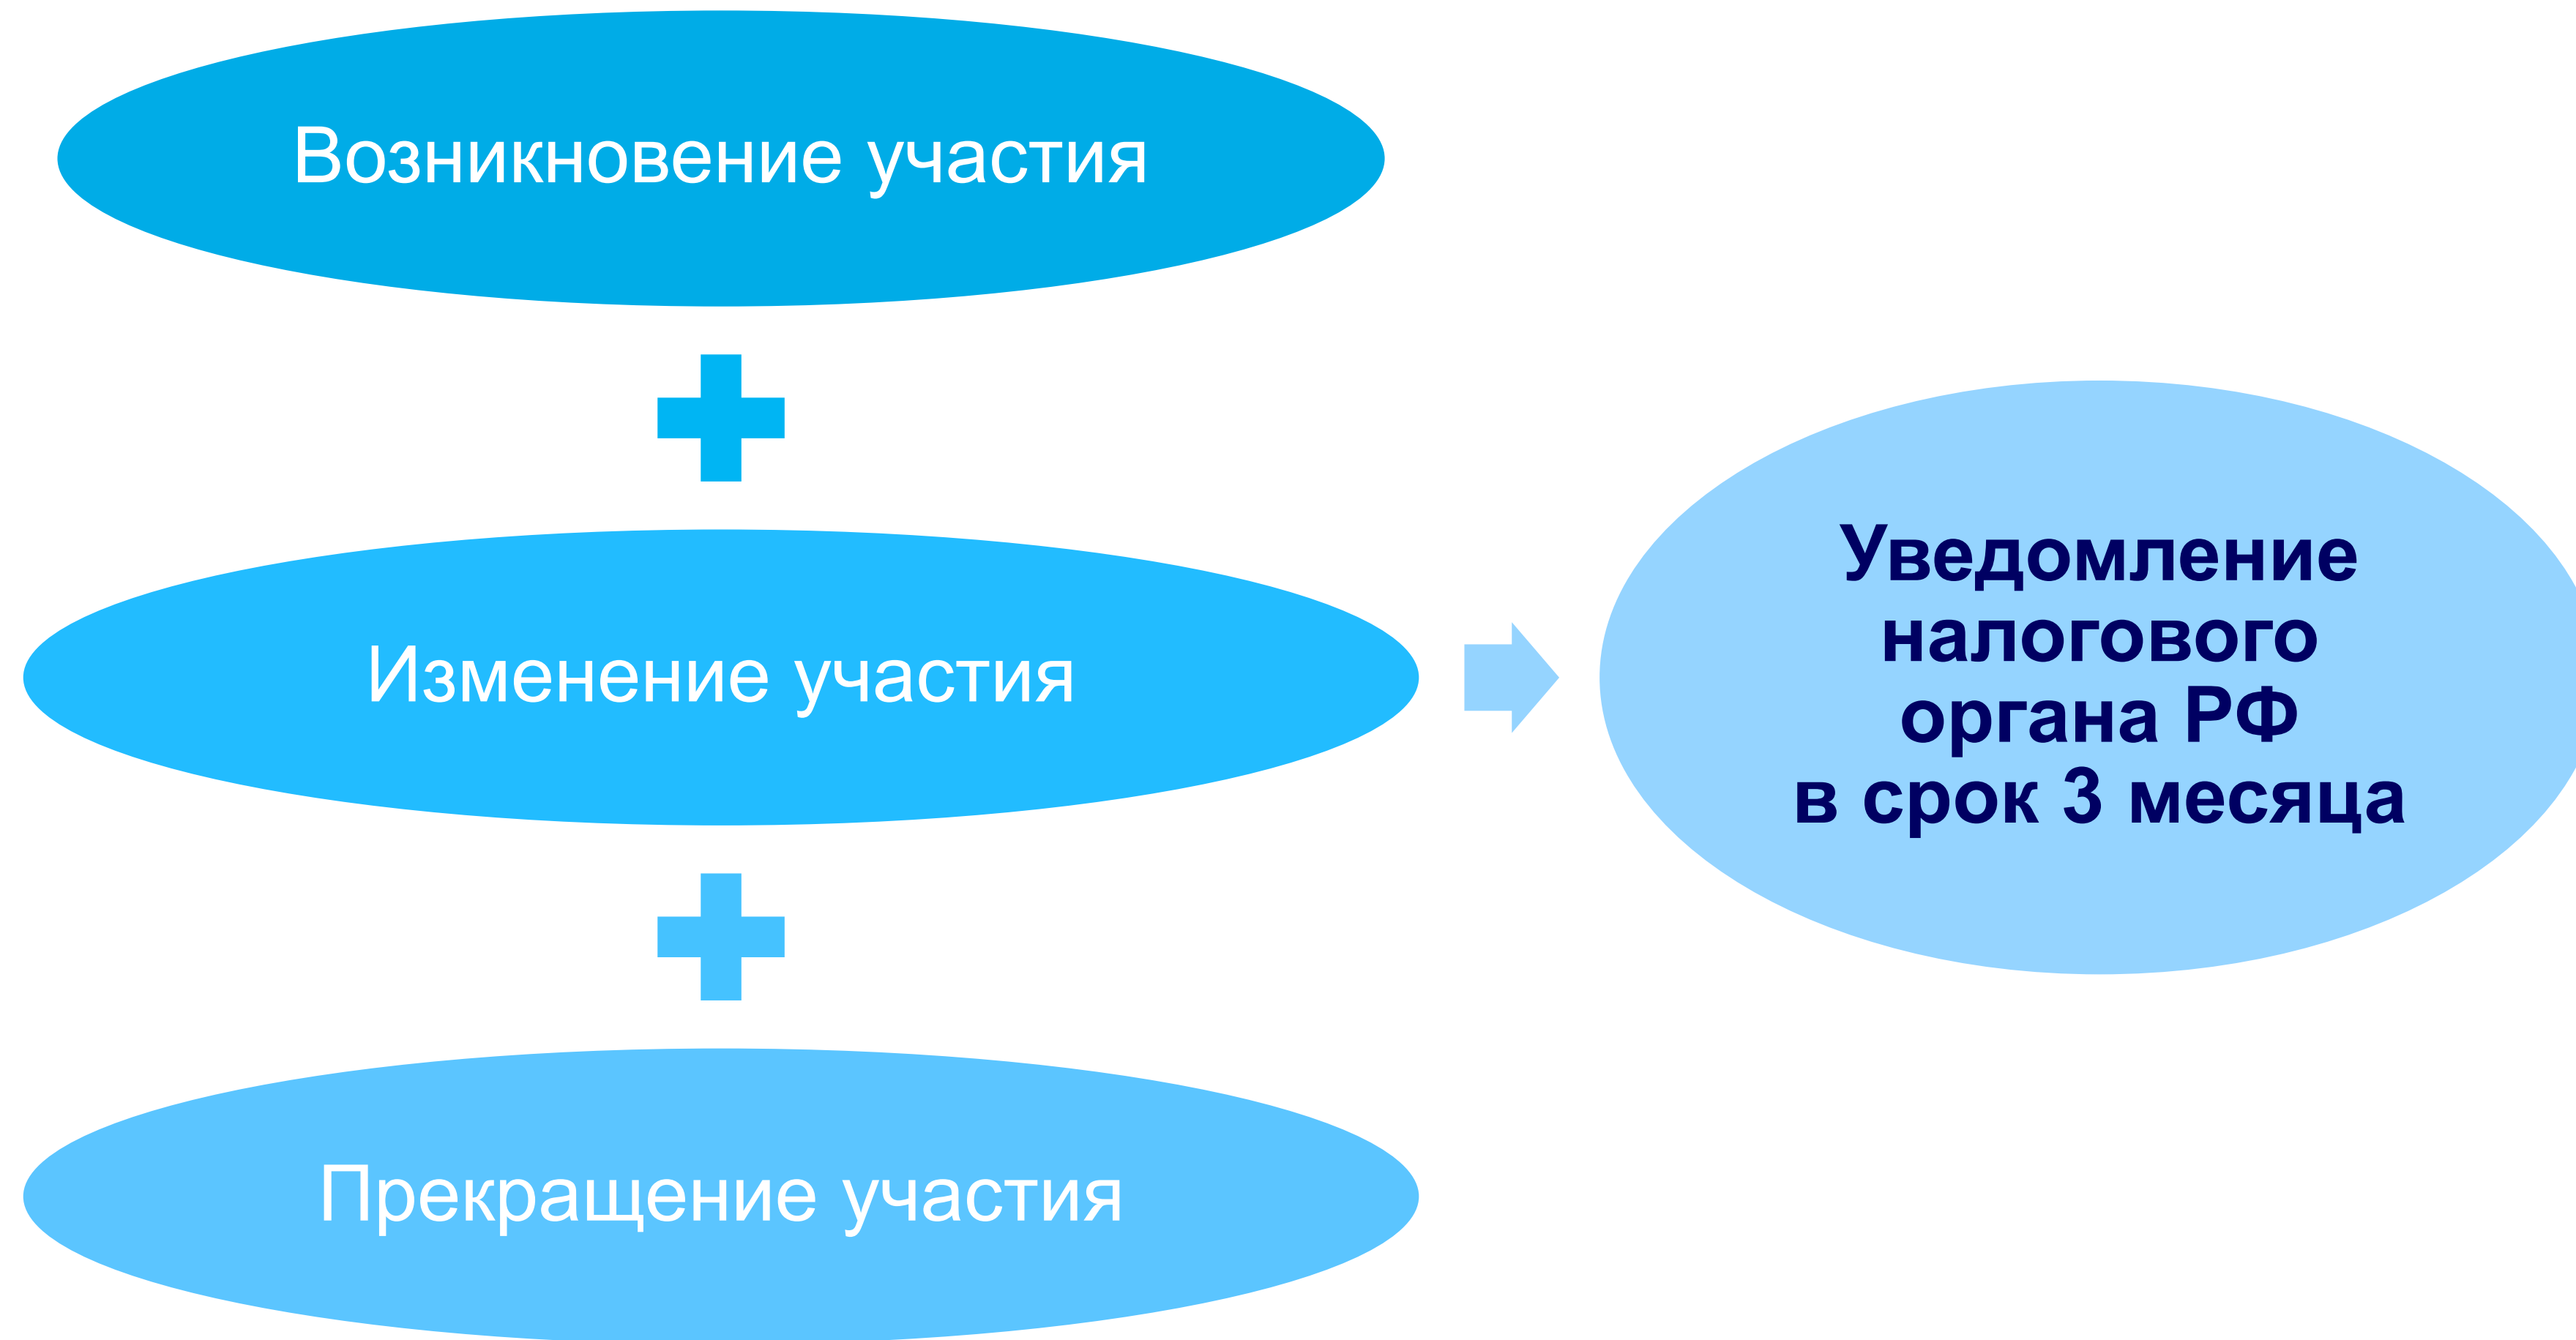 Возникновение участия
Изменение участия
Прекращение участия
Уведомление
налогового
органа РФ
в срок 3 месяца